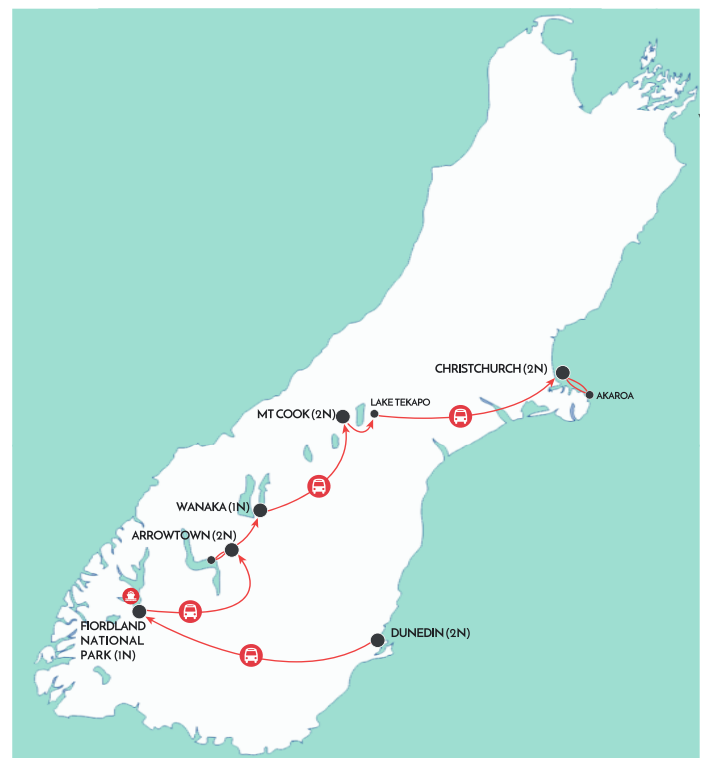 CHRISTCHURCH (2N)
AKAROA
LAKE TEKAPO
MT COOK (2N)
WANAKA (1N)
ARROWTOWN (2N)
FIORDLAND
NATIONAL
PARK (1N)
DUNEDIN (2N)